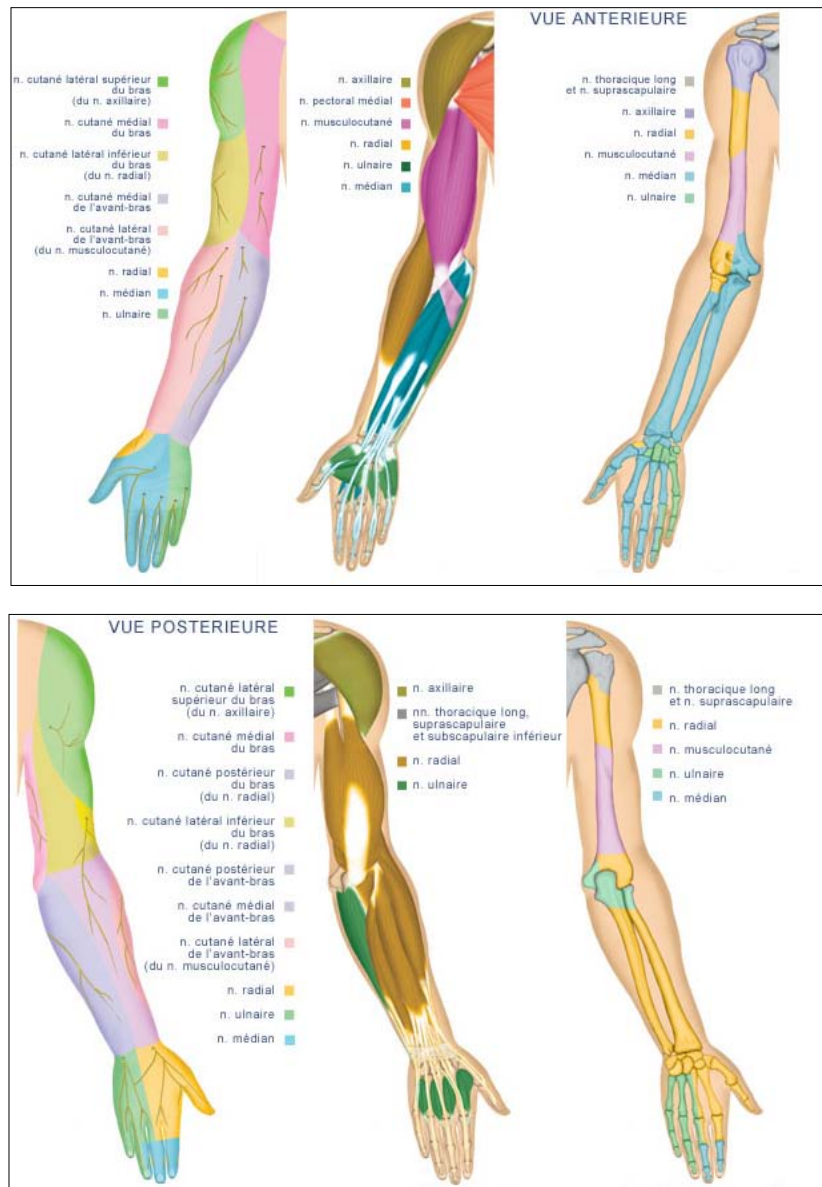 VUE ANTERIEURE
n. cutané latéral supérieur
du bras
(du n. axillaire)
n. cutané médial
du bras
n. cutané latéral inférieur
du bras
(du n. radial)
n. cutané médial
de l'avant-bras
n. cutané latéral
de l'avant-bras
(du n. musculocutané)
n. radial
n. médian
n. ulnaire
n. axillaire
n. pectoral médial
n. musculocutané
n. radial
n. ulnaire
n. médian
n. thoracique long
et n. suprascapulaire
n. axillaire
n. radial
n. musculocutané
n. médian
n. ulnaire
VUE POSTERIEURE
n. cutané latéral
supérieur du bras
(du n. axillaire)
n. cutané médial
du bras
n. cutané postérieur
du bras
(du n. radial)
n. cutané latéral inférieur
du bras
(du n. radial)
n. cutané postérieur
de l'avant-bras
n. cutané médial
de l'avant-bras
n. cutané latéral
de l'avant-bras
(du n. musculocutané)
n. radial
n. ulnaire
n. médian
n. axillaire
nn. thoracique long,
suprascapulaire
et subscapulaire inférieur
n. radial
n. ulnaire
n. thoracique long
et n. suprascapulaire
n. radial
n. musculocutané
n. ulnaire
n. médian